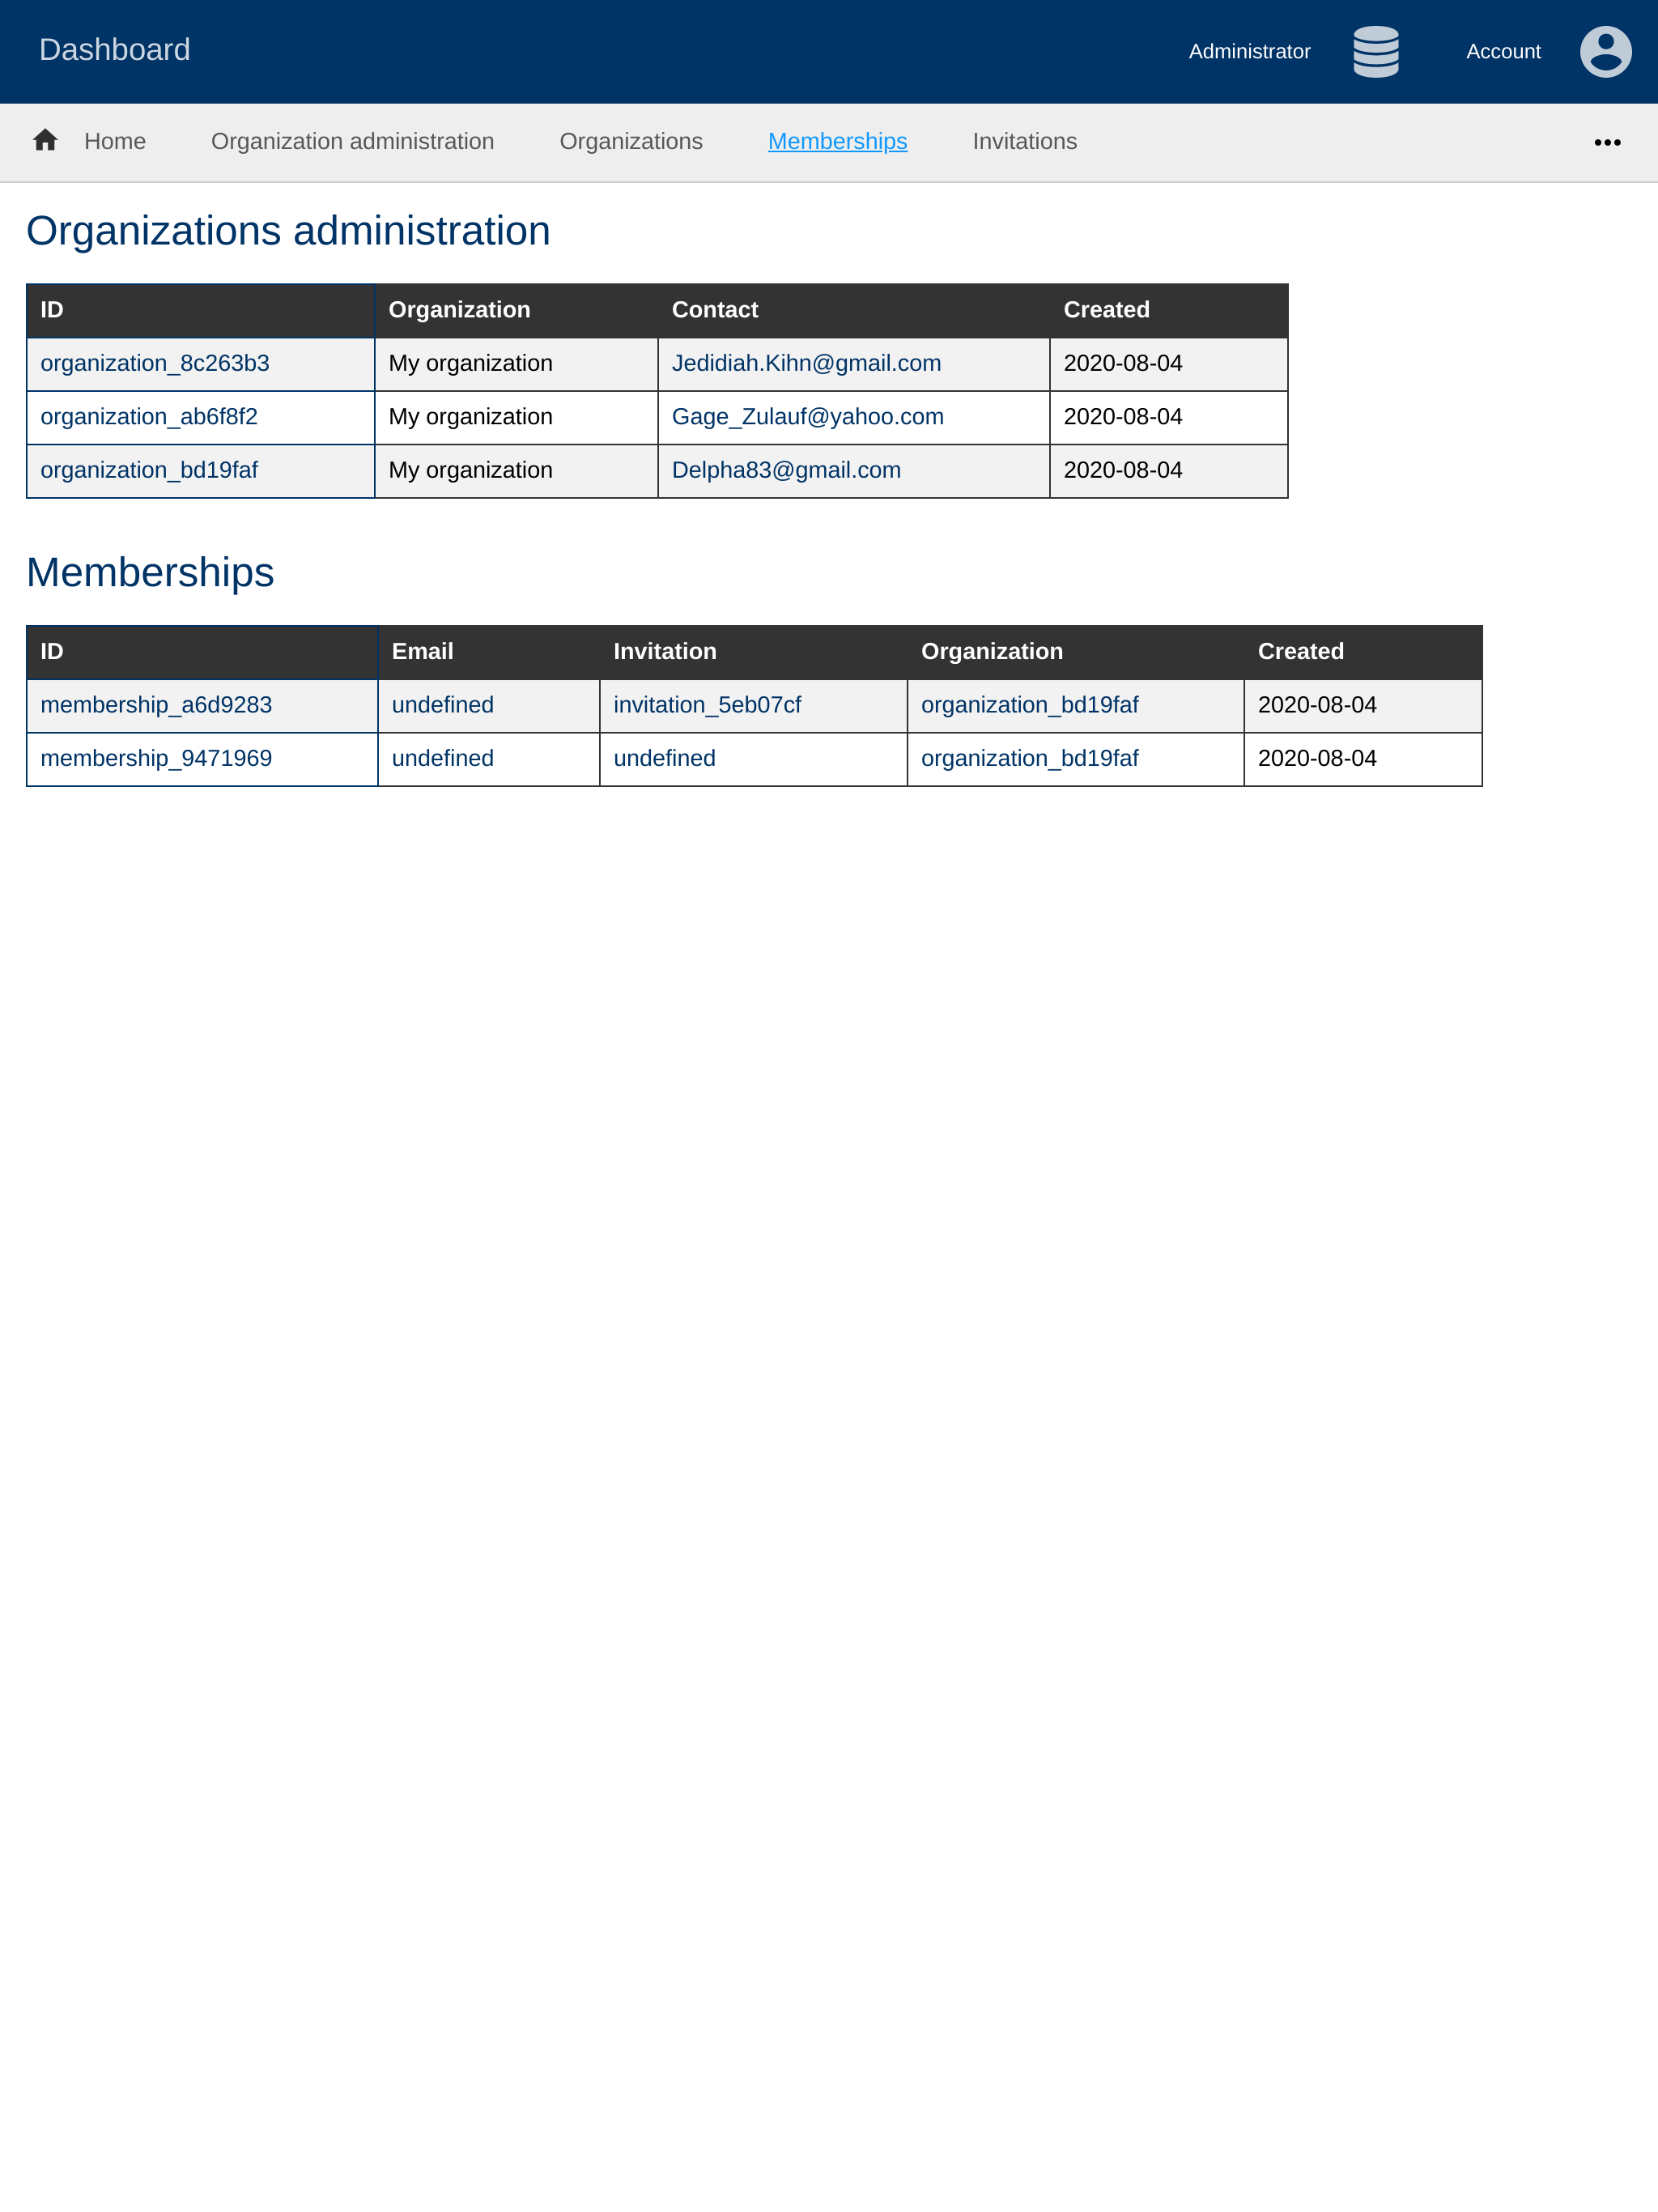 Dashboard Administrator Account
Home Organization administration Organizations Memberships Invitations
Organizations administration
ID Organization Contact Created
organization_8c263b3 My organization Jedidiah.Kihn@gmail.com 2020-08-04
organization_ab6f8f2 My organization Gage_Zulauf@yahoo.com 2020-08-04
organization_bd19faf My organization Delpha83@gmail.com 2020-08-04
Memberships
ID Email Invitation Organization Created
membership_a6d9283 undefined invitation_5eb07cf organization_bd19faf 2020-08-04
membership_9471969 undefined undefined organization_bd19faf 2020-08-04